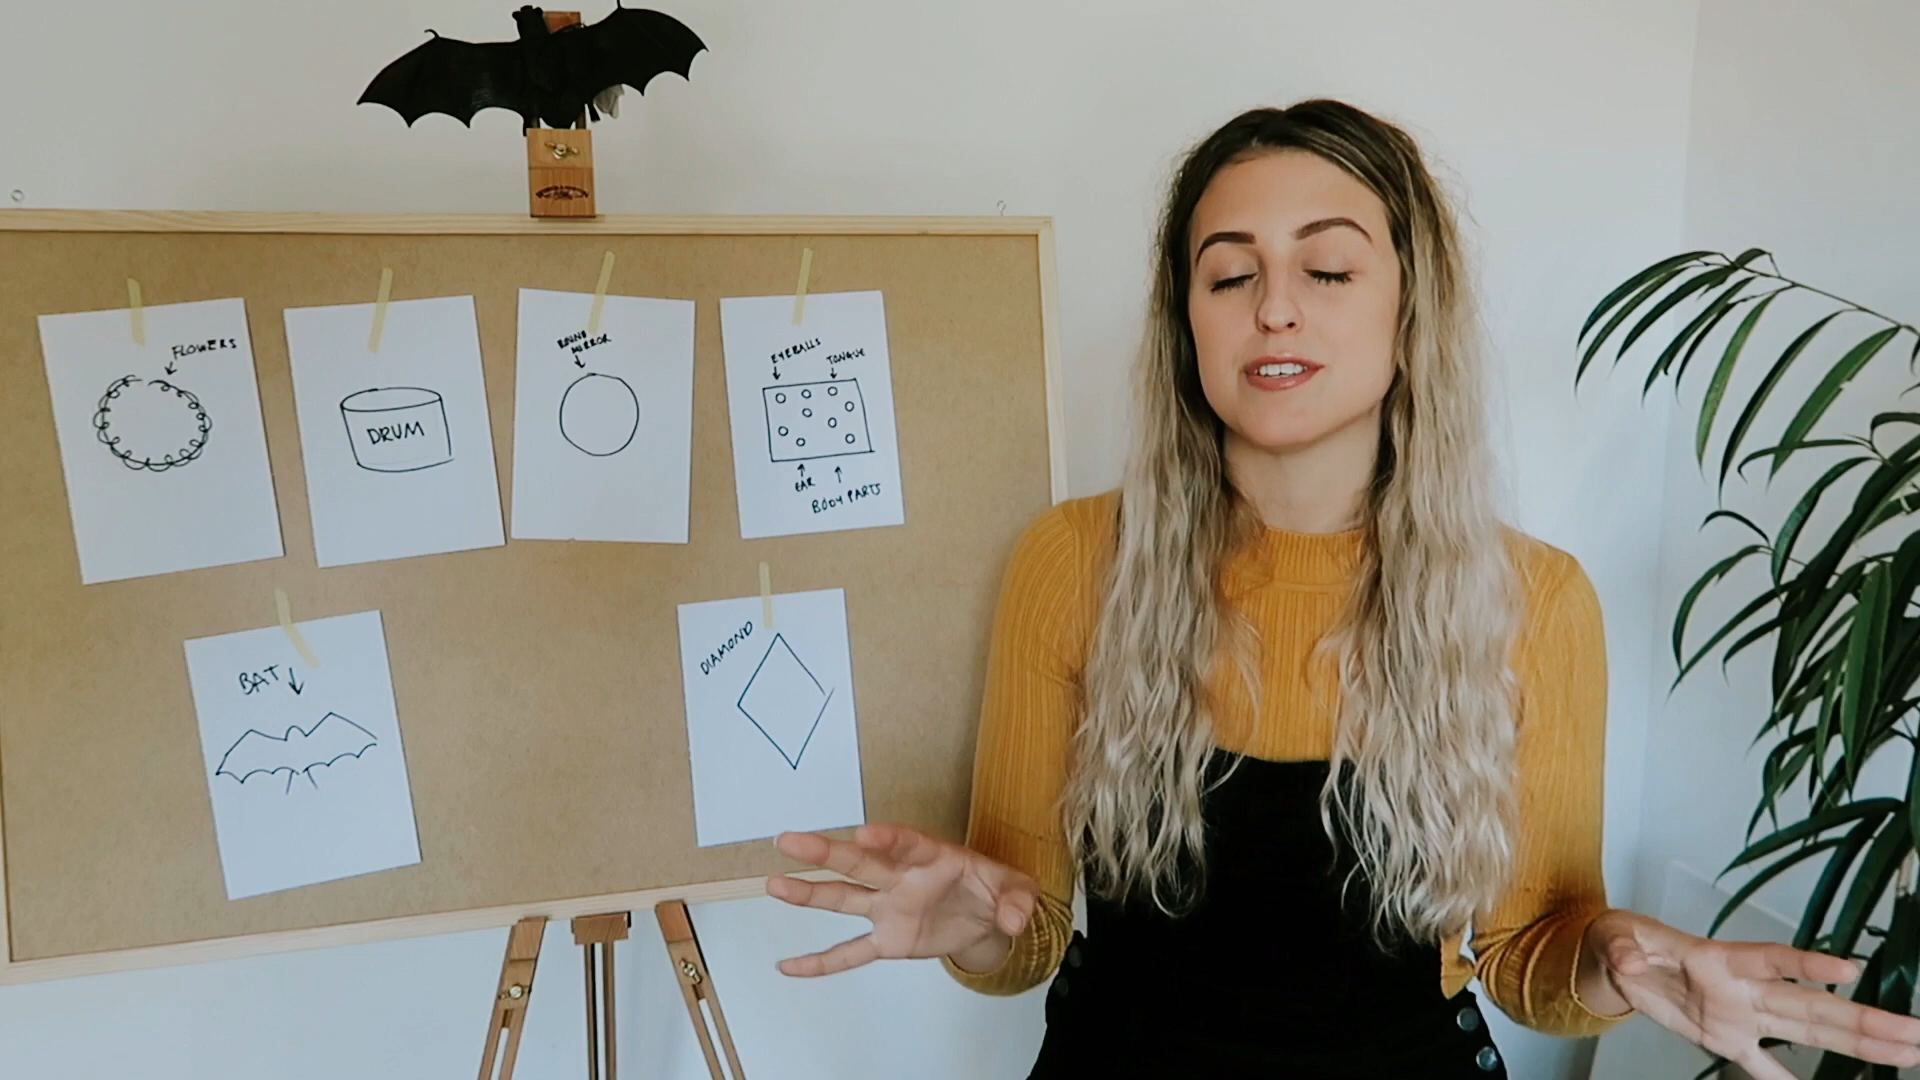 FLOWERS
DRUM
ROUND
MIRROR
EYEBALLS
TONGUE
EAR
BODY PARTS
BAT
DIAMOND